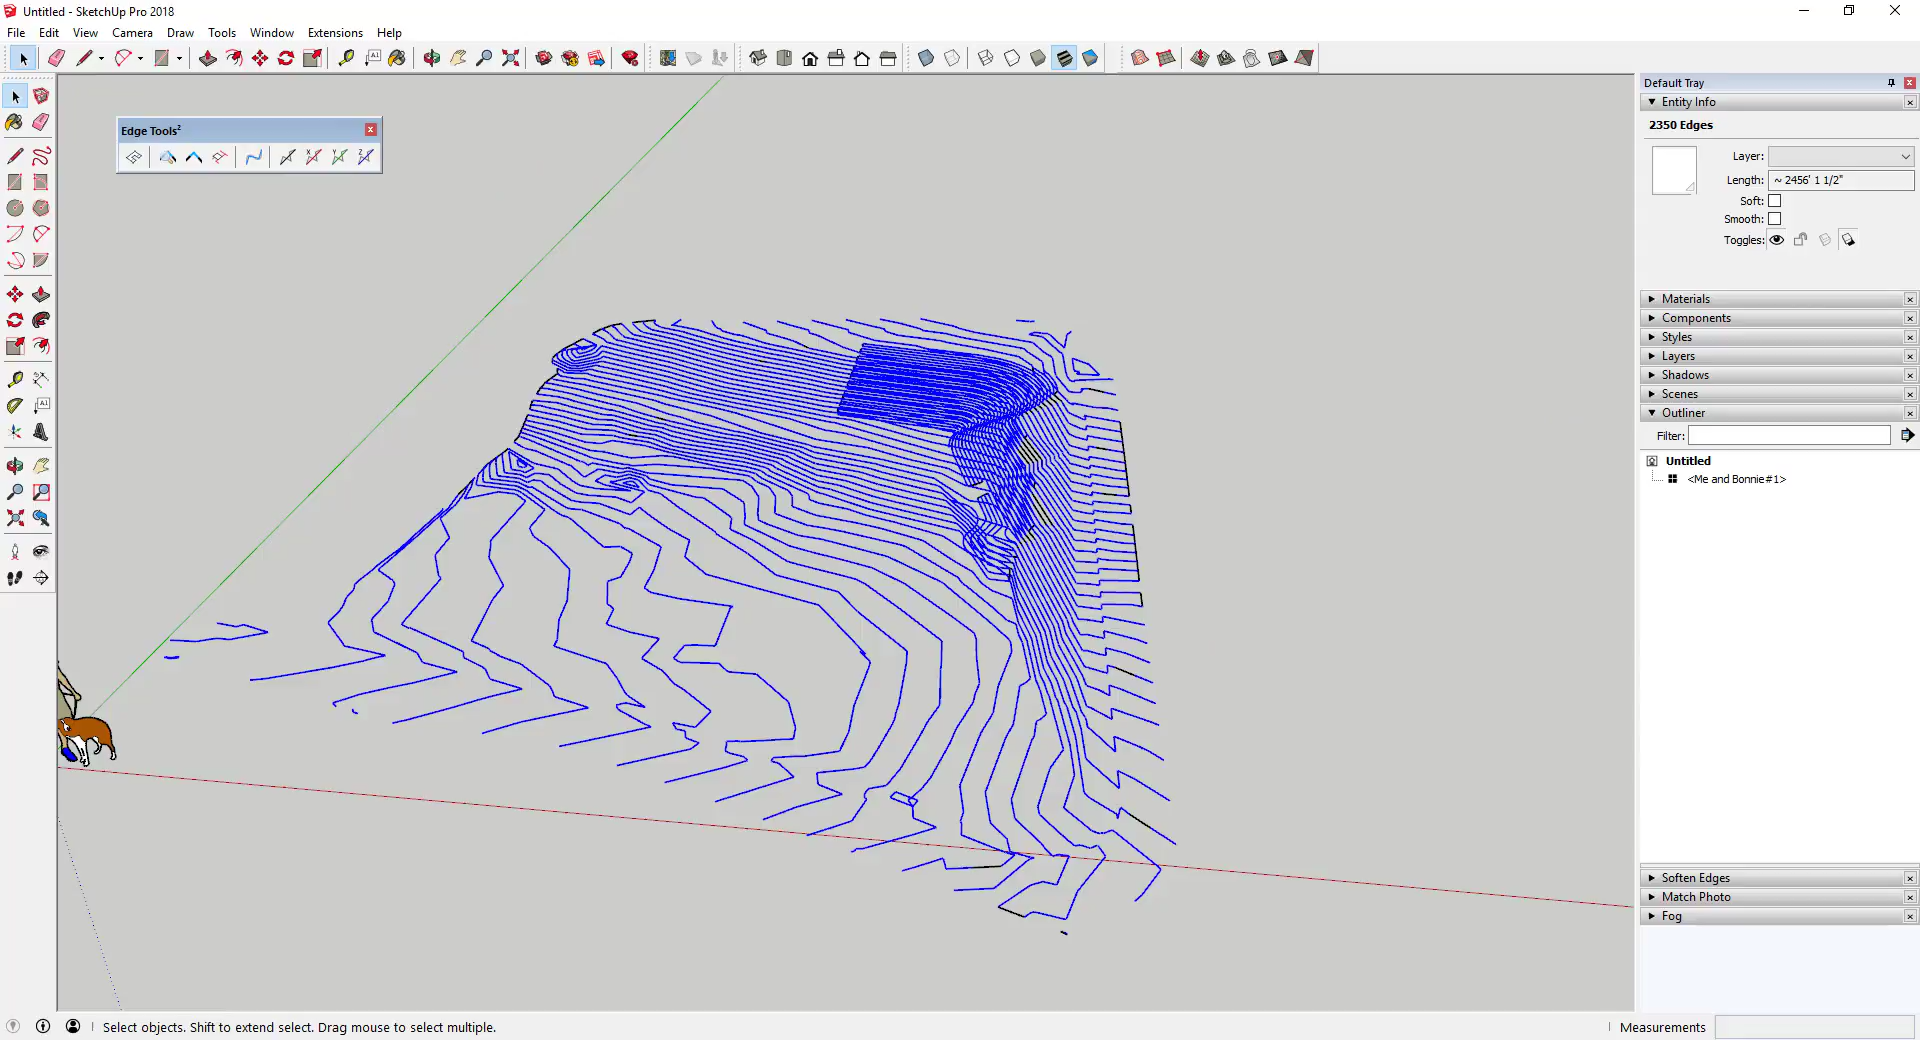 Untitled - SketchUp Pro 2018
File Edit View Camera Draw Tools Window Extensions Help
Edge Tools²
Default Tray
Entity Info
2350 Edges
Layer:
Length: ~ 2456' 1 1/2"
Soft:
Smooth:
Toggles:
Materials
Components
Styles
Layers
Shadows
Scenes
Outliner
Filter:
Untitled
<Me and Bonnie#1>
Soften Edges
Match Photo
Fog
Select objects. Shift to extend select. Drag mouse to select multiple.
Measurements